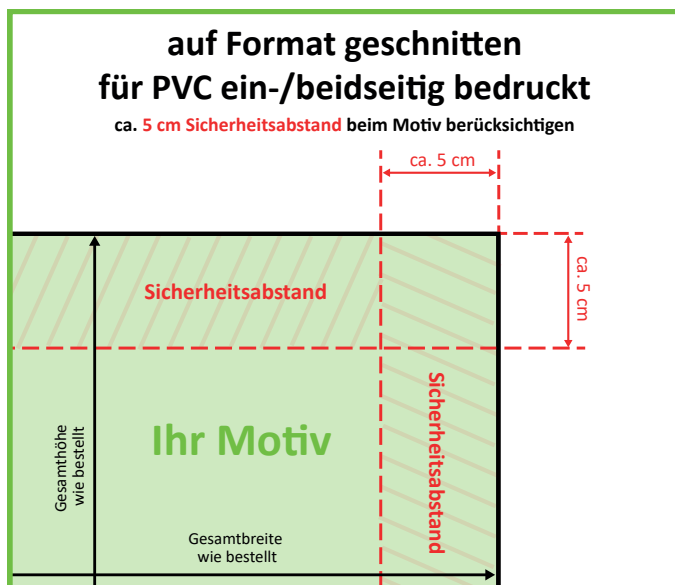 auf Format geschnitten
für PVC ein-/beidseitig bedruckt
ca. 5 cm Sicherheitsabstand beim Motiv berücksichtigen
ca. 5 cm
ca. 5 cm
Sicherheitsabstand
Sicherheitsabstand
Ihr Motiv
Gesamthöhe
wie bestellt
Gesamtbreite
wie bestellt